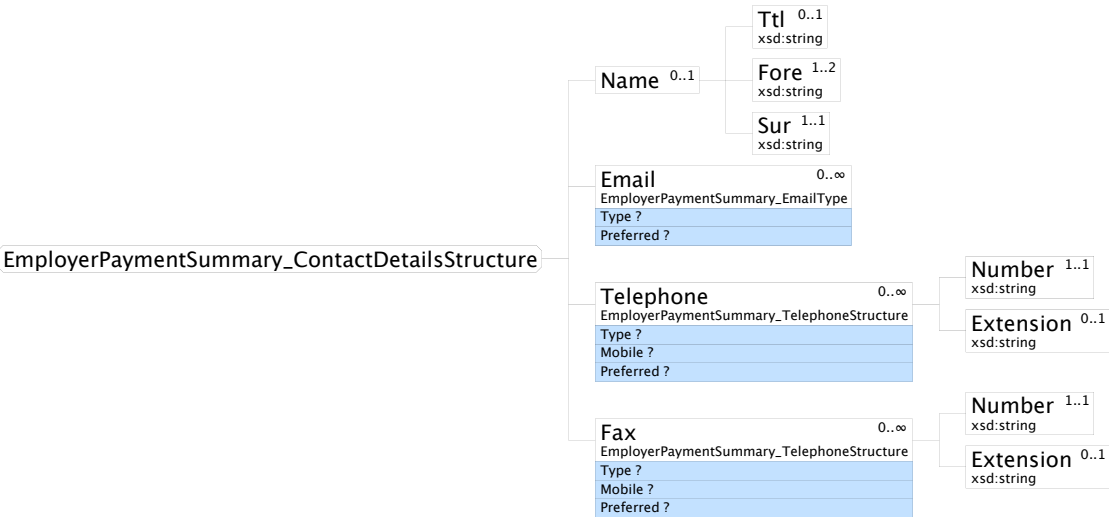 EmployerPaymentSummary_ContactDetailsStructure
Name 0..1
Ttl 0..1
xsd:string
Fore 1..2
xsd:string
Sur 1..1
xsd:string
Email 0..∞
EmployerPaymentSummary_EmailType
Type ?
Preferred ?
Telephone 0..∞
EmployerPaymentSummary_TelephoneStructure
Type ?
Mobile ?
Preferred ?
Number 1..1
xsd:string
Extension 0..1
xsd:string
Fax 0..∞
EmployerPaymentSummary_TelephoneStructure
Type ?
Mobile ?
Preferred ?
Number 1..1
xsd:string
Extension 0..1
xsd:string